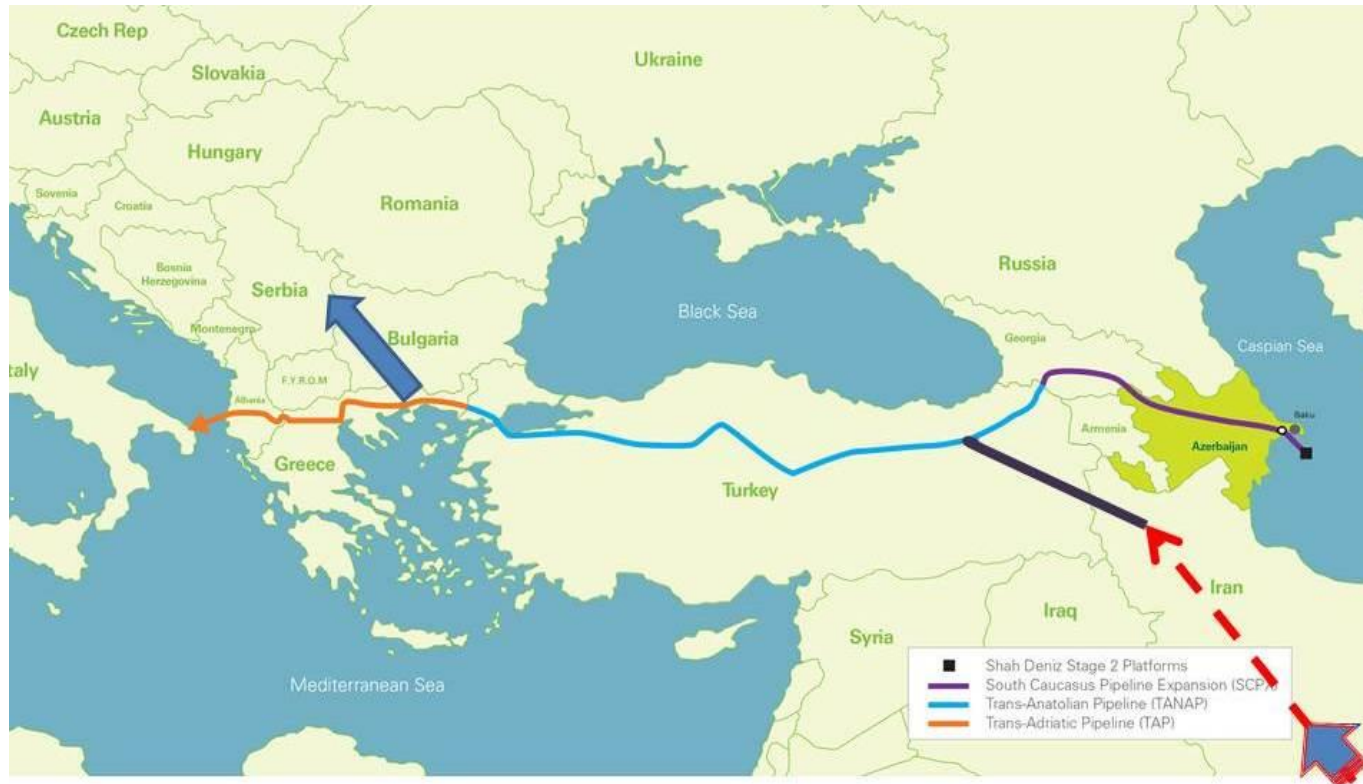 Czech Rep
Slovakia
Ukraine
Austria
Hungary
Sovenia
Croatia
Romania
Bosnia
Herzegovina
Serbia
Russia
Black Sea
Montenegro
Bulgaria
Georgia
Caspian Sea
taly
F.Y.R.O.M
Albania
Armenia
Baku
Azerbaijan
Greece
Turkey
Iran
Iraq
Syria
Mediterranean Sea
Shah Deniz Stage 2 Platforms
South Caucasus Pipeline Expansion (SCP)
Trans-Anatolian Pipeline (TANAP)
Trans-Adriatic Pipeline (TAP)